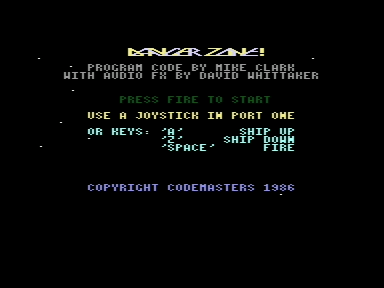 DANGER ZONE!
PROGRAM CODE BY MIKE CLARK
WITH AUDIO FX BY DAVID WHITTAKER
PRESS FIRE TO START
USE A JOYSTICK IN PORT ONE
OR KEYS: 'A' SHIP UP
'Z' SHIP DOWN
'SPACE' FIRE
COPYRIGHT CODEMASTERS 1986